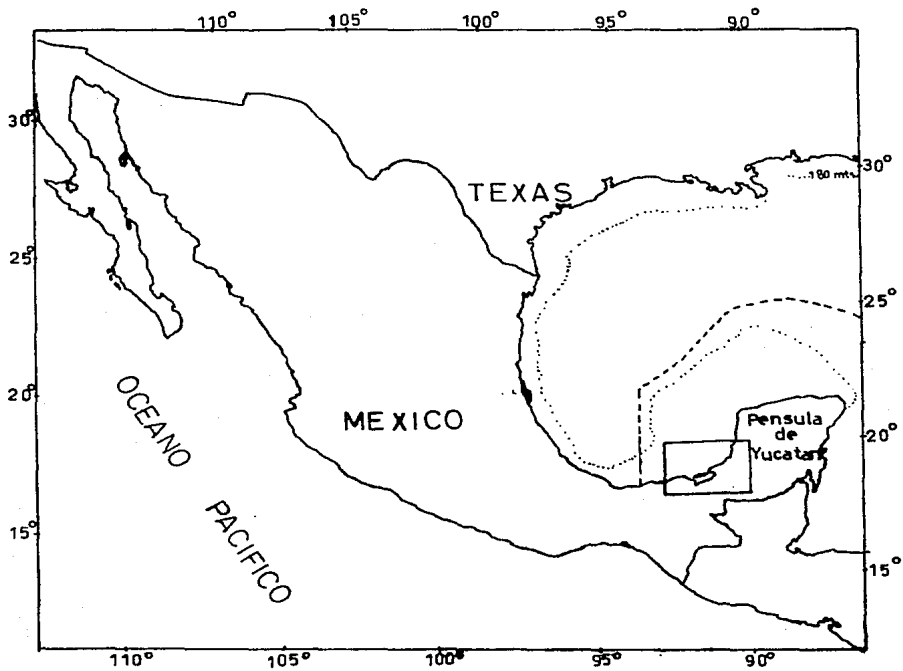 110° 105° 100° 95° 90°
30°
30°
180 mts.
TEXAS
25°
25°
20°
OCEANO
MEXICO
Pensula
de
Yucatan
20°
PACIFICO
15°
15°
110° 105° 100° 95° 90°